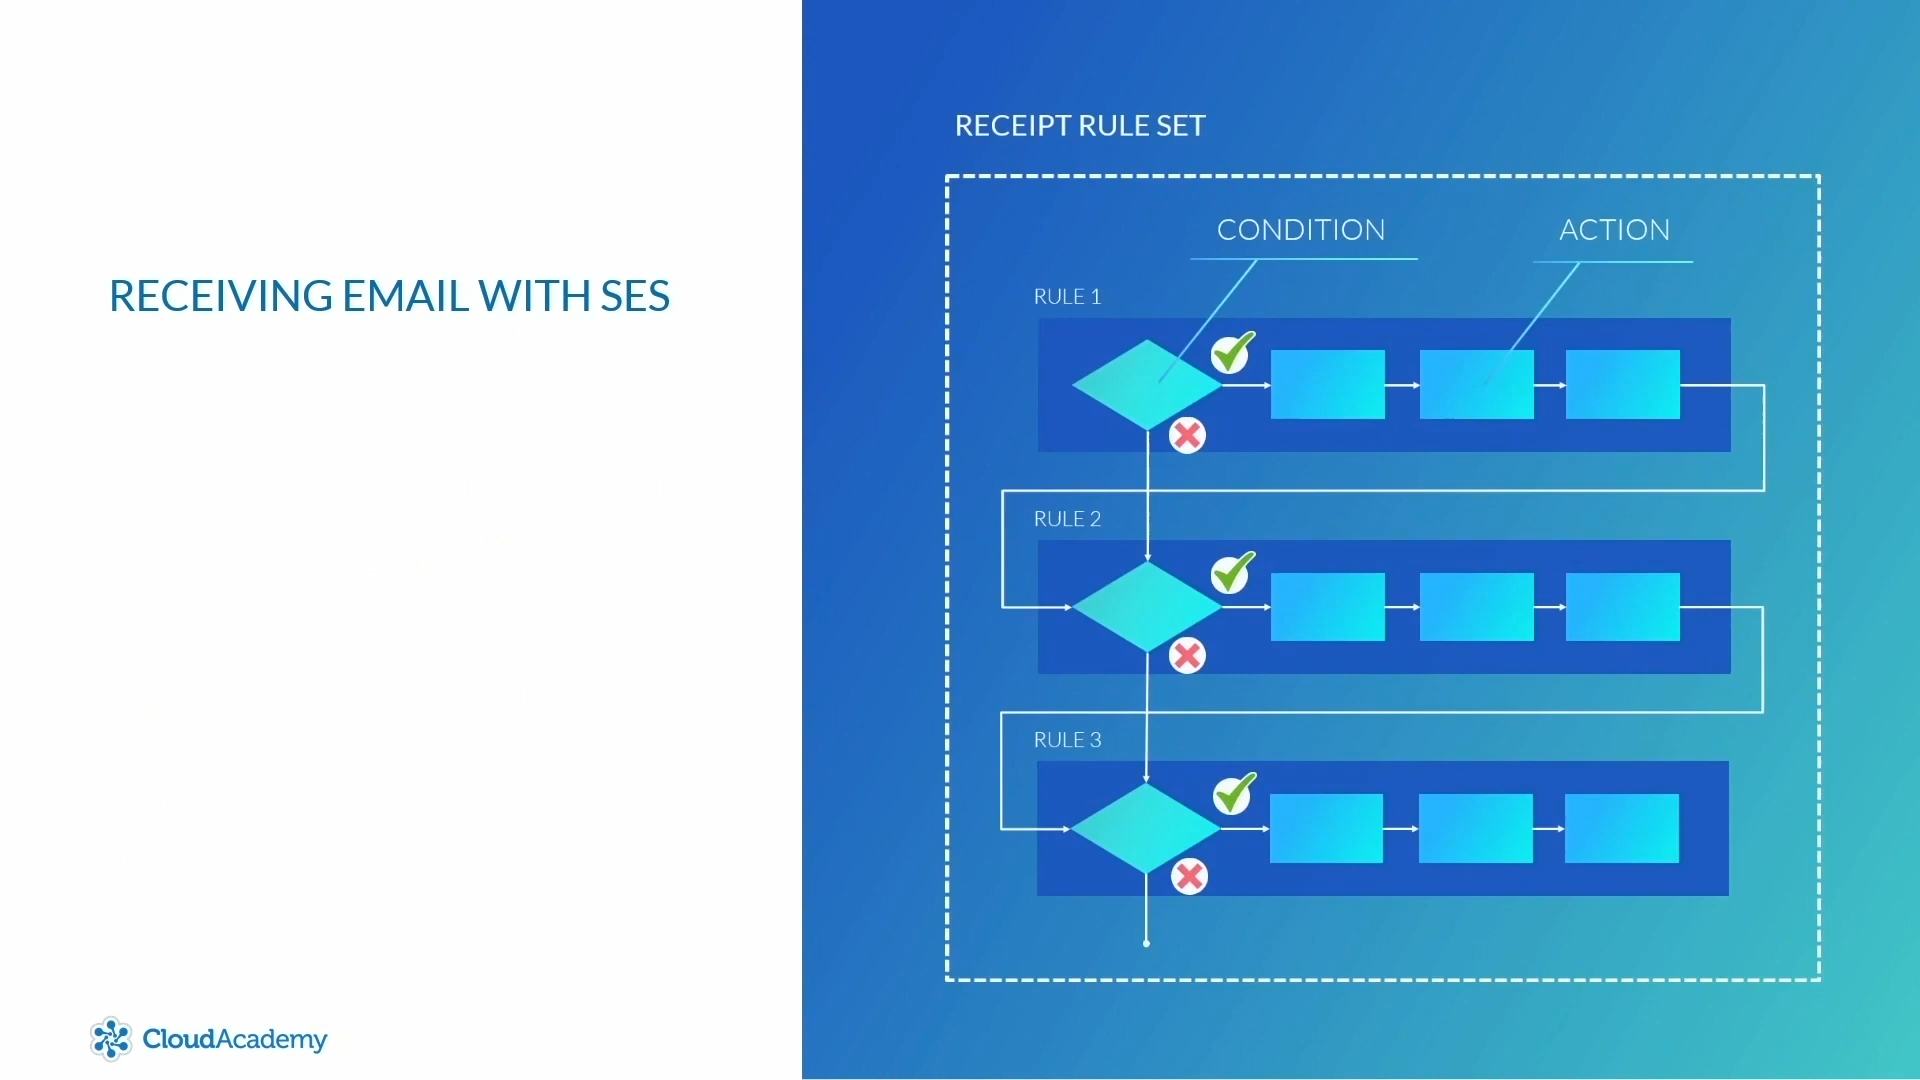 RECEIVING EMAIL WITH SES
RECEIPT RULE SET
CONDITION
ACTION
RULE 1
RULE 2
RULE 3
CloudAcademy